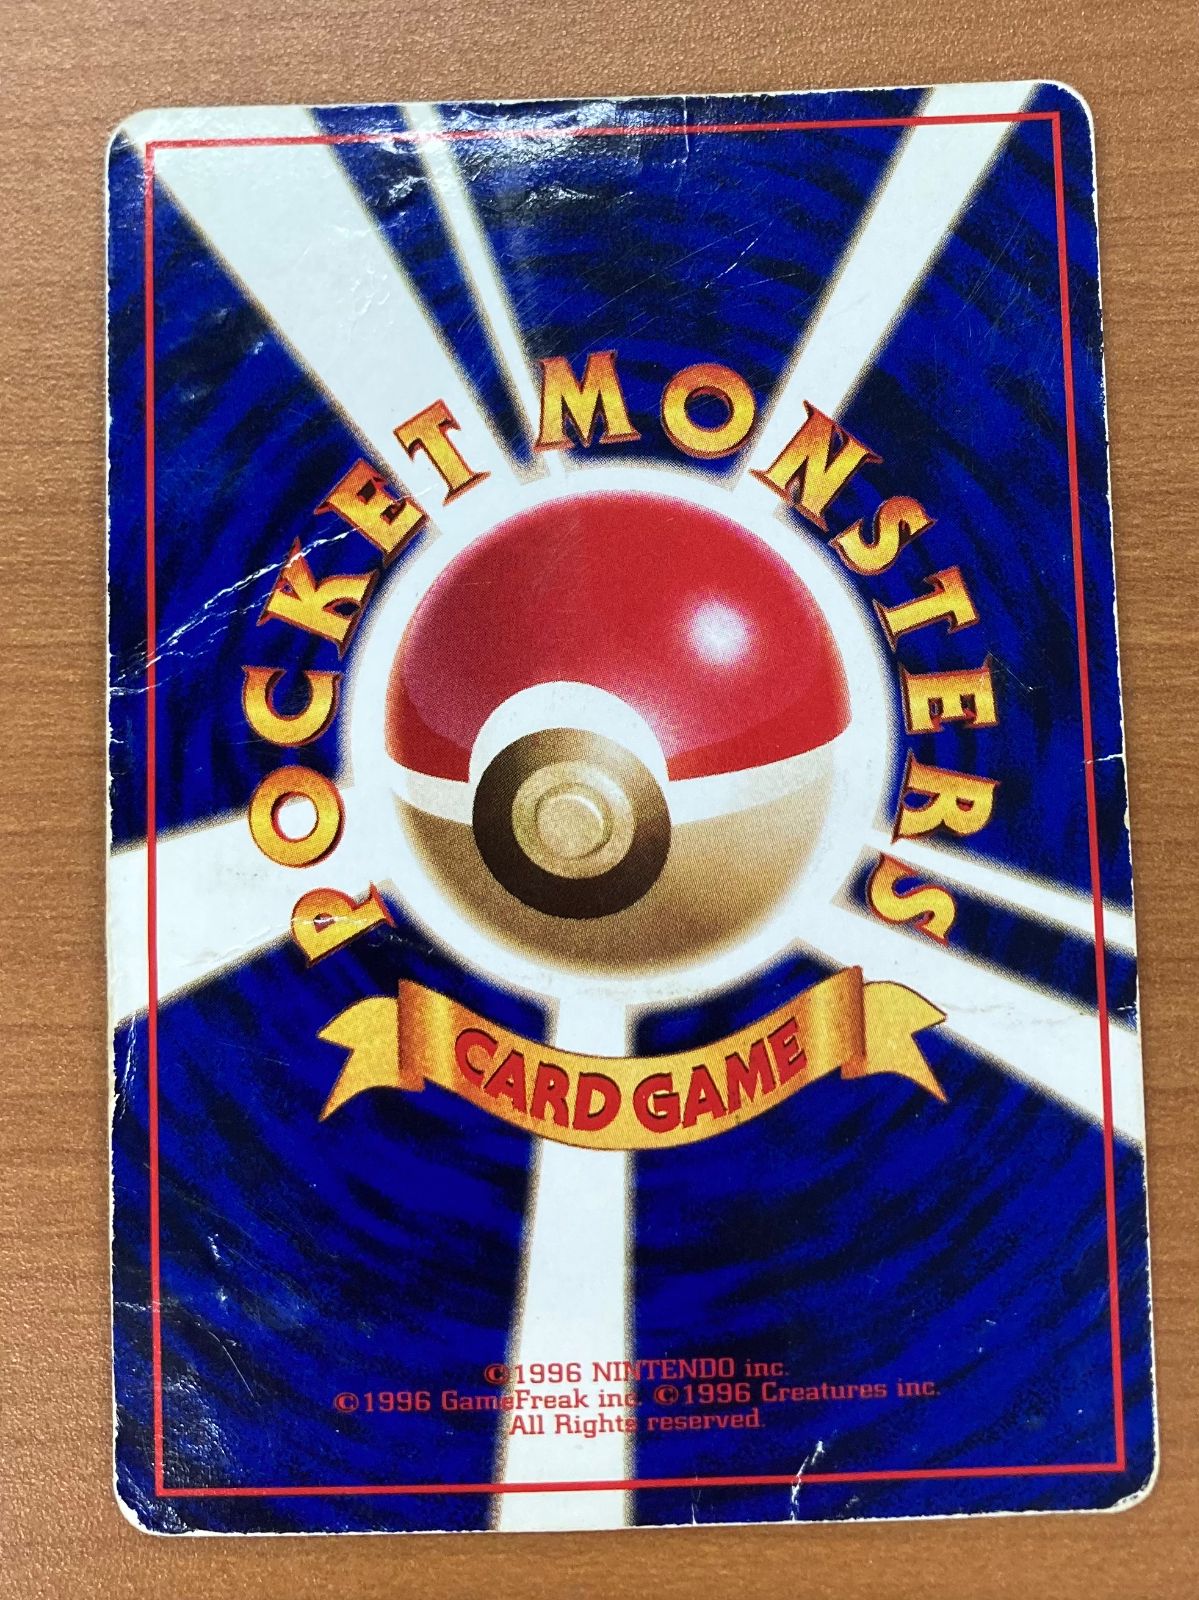 POCKET MONSTERS
CARD GAME
©1996 NINTENDO inc.
©1996 GameFreak inc. ©1996 Creatures inc.
All Rights reserved.